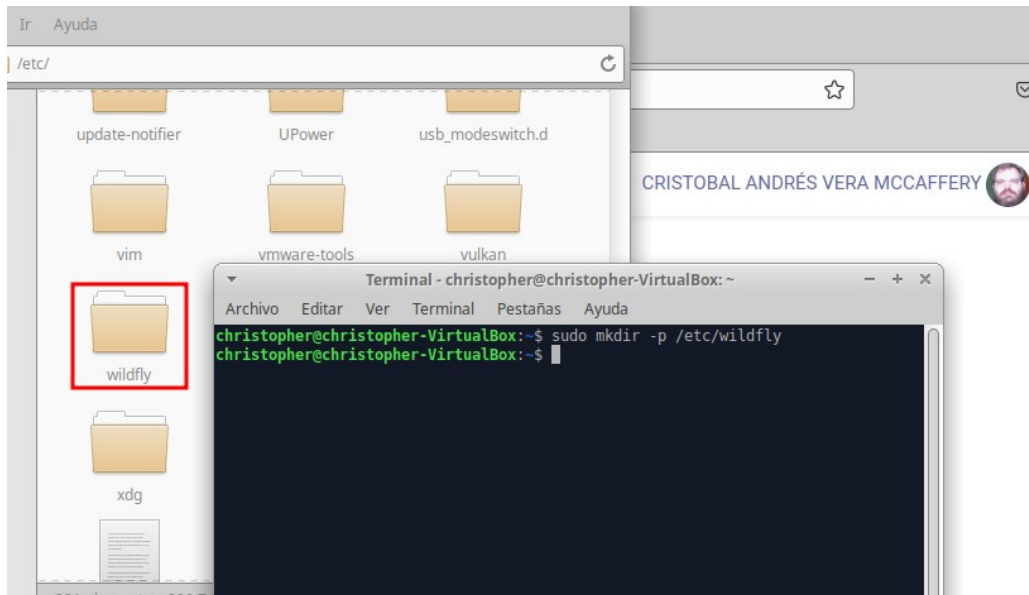 Ir Ayuda
/etc/
update-notifier UPower usb_modeswitch.d
CRISTOBAL ANDRÉS VERA MCCAFFERY
vim vmware-tools vulkan
Terminal - christopher@christopher-VirtualBox: ~
Archivo Editar Ver Terminal Pestañas Ayuda
christopher@christopher-VirtualBox:~$ sudo mkdir -p /etc/wildfly
christopher@christopher-VirtualBox:~$
wildfly
xdg